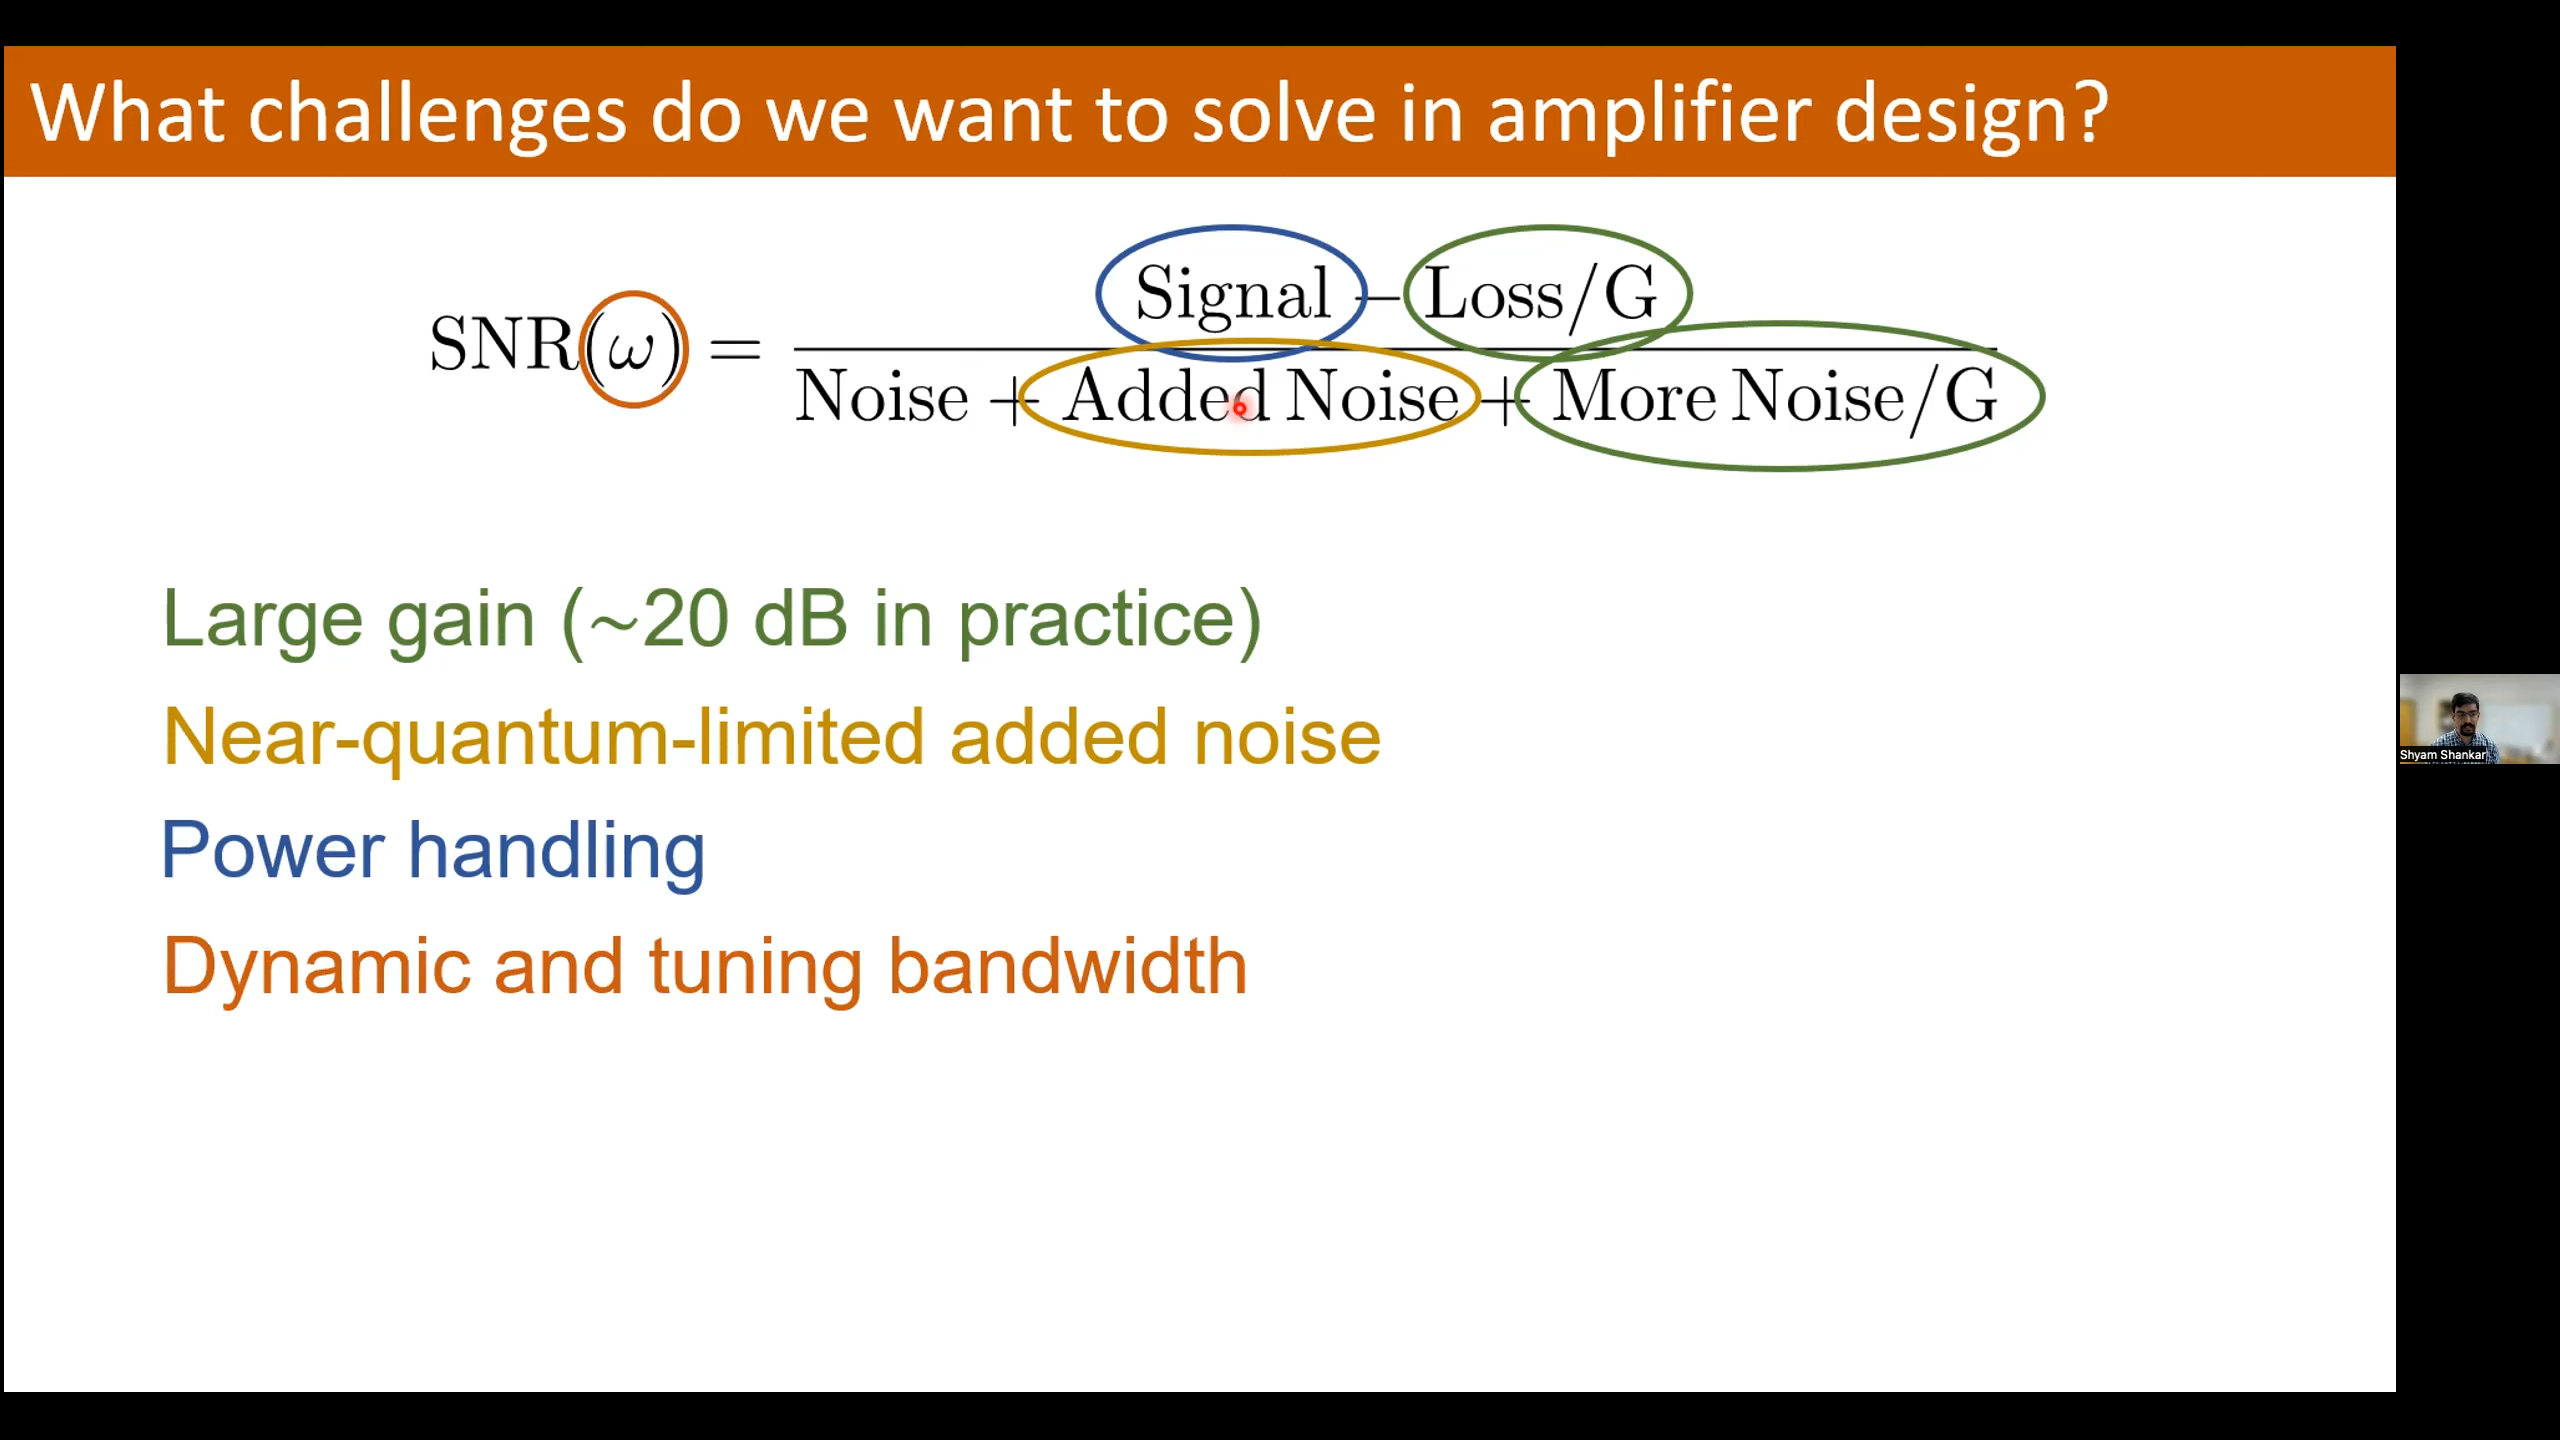 What challenges do we want to solve in amplifier design?
SNR(ω) = (Signal − Loss/G) / (Noise + Added Noise + More Noise/G)
Large gain (~20 dB in practice)
Near-quantum-limited added noise
Power handling
Dynamic and tuning bandwidth
Shyam Shankar